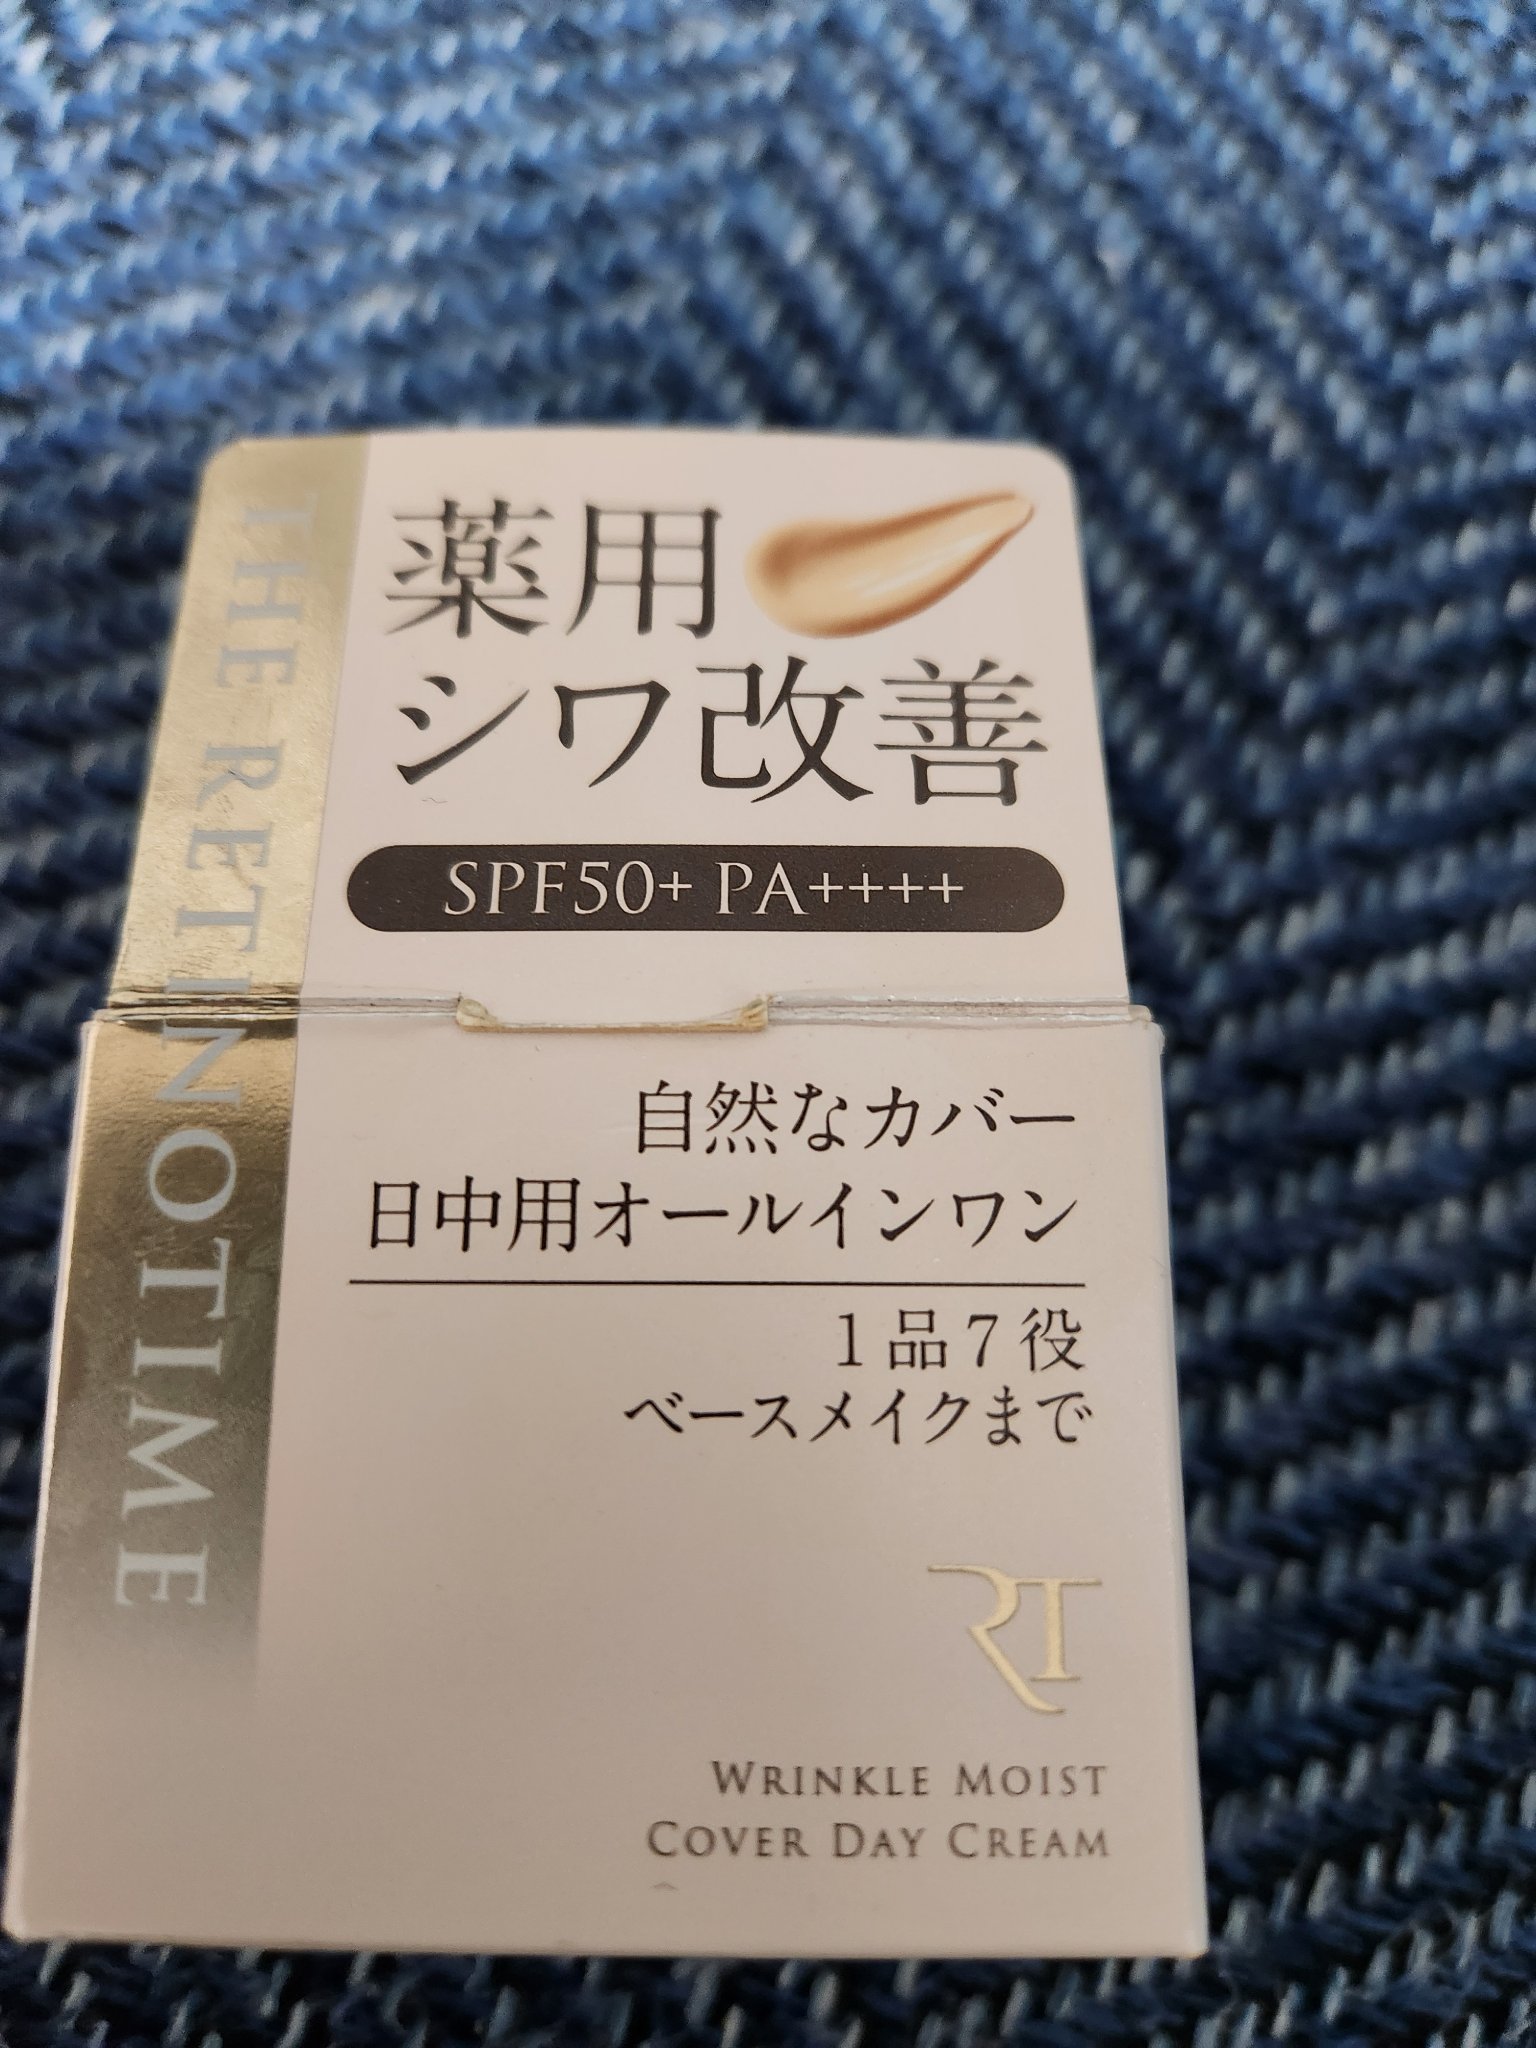 THE RETINOTIME
薬用
シワ改善
SPF50+ PA++++
自然なカバー
日中用オールインワン
1品7役
ベースメイクまで
RT
WRINKLE MOIST
COVER DAY CREAM